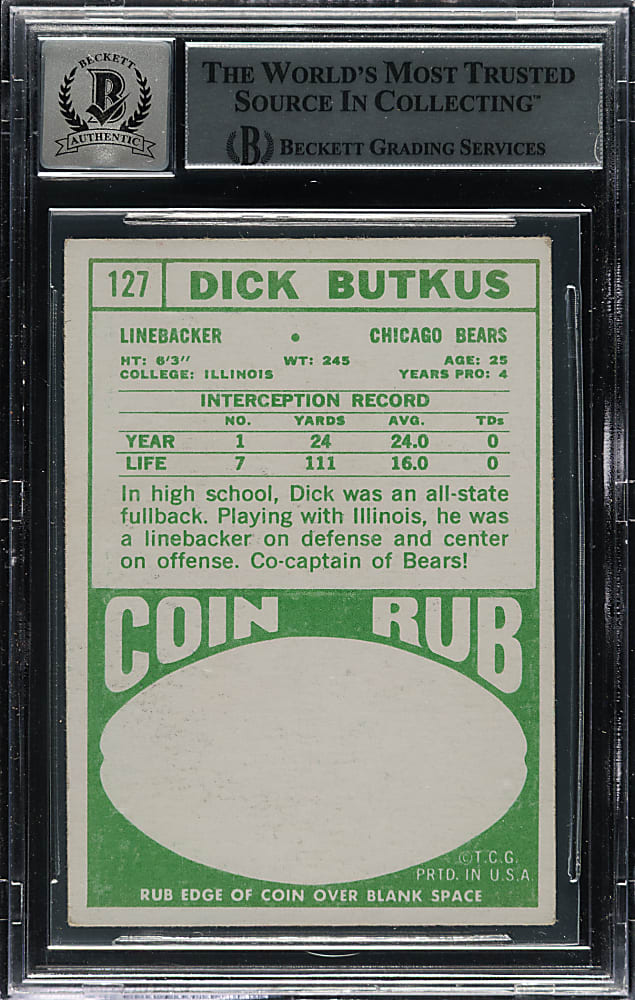 BECKETT
B
AUTHENTIC
THE WORLD'S MOST TRUSTED
SOURCE IN COLLECTING™
B BECKETT GRADING SERVICES
127 DICK BUTKUS
LINEBACKER • CHICAGO BEARS
HT: 6'3" WT: 245 AGE: 25
COLLEGE: ILLINOIS YEARS PRO: 4
INTERCEPTION RECORD
NO. YARDS AVG. TDs
YEAR 1 24 24.0 0
LIFE 7 111 16.0 0
In high school, Dick was an all-state
fullback. Playing with Illinois, he was
a linebacker on defense and center
on offense. Co-captain of Bears!
COIN RUB
©T.C.G.
PRTD. IN U.S.A.
RUB EDGE OF COIN OVER BLANK SPACE